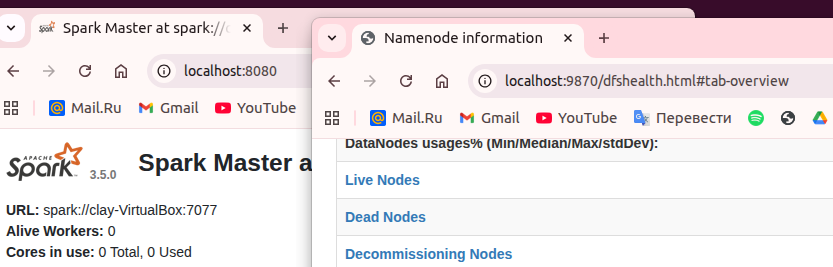 Spark Master at spark://c
localhost:8080
Mail.Ru Gmail YouTube
APACHE
Spark 3.5.0 Spark Master a
URL: spark://clay-VirtualBox:7077
Alive Workers: 0
Cores in use: 0 Total, 0 Used
Namenode information
localhost:9870/dfshealth.html#tab-overview
Mail.Ru Gmail YouTube Перевести
DataNodes usages% (Min/Median/Max/stdDev):
Live Nodes
Dead Nodes
Decommissioning Nodes